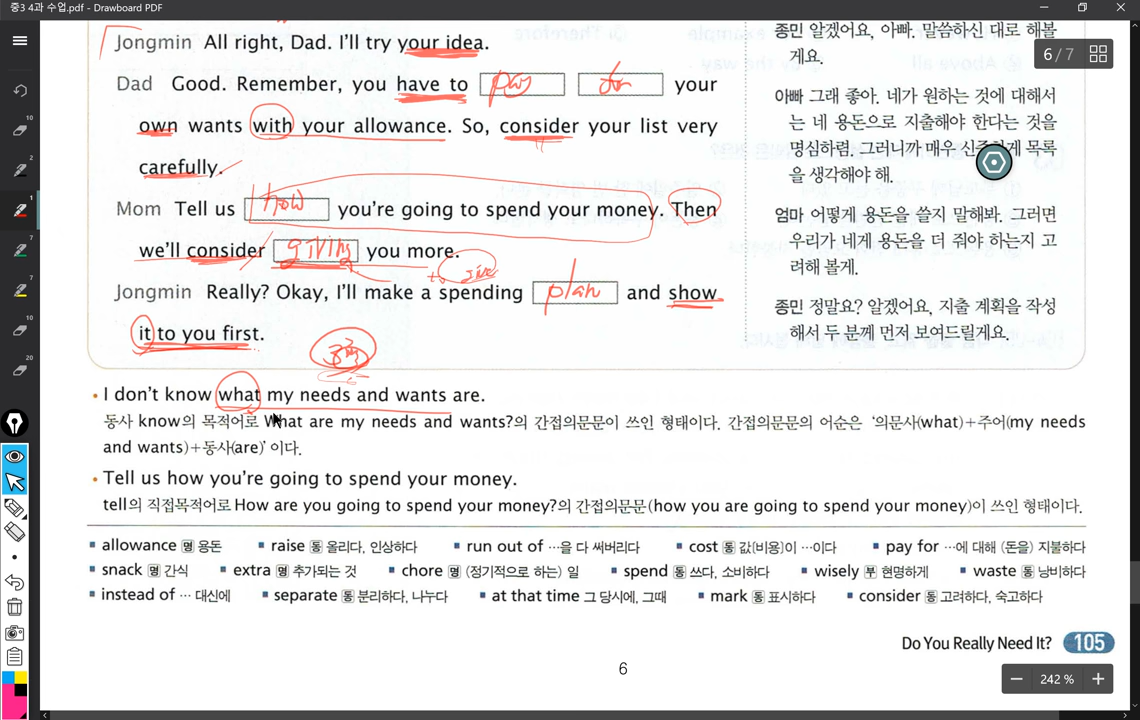 중3 4과 수업.pdf - Drawboard PDF
Jongmin All right, Dad. I'll try your idea.
Dad Good. Remember, you have to pay for your
own wants with your allowance. So, consider your list very
carefully.
Mom Tell us how you're going to spend your money. Then
we'll consider giving you more.
to give
Jongmin Really? Okay, I'll make a spending plan and show
it to you first.
종민 알겠어요, 아빠. 말씀하신 대로 해볼
게요.
아빠 그래 좋아. 네가 원하는 것에 대해서
는 네 용돈으로 지출해야 한다는 것을
명심하렴. 그러니까 매우 신중하게 목록
을 생각해야 해.
엄마 어떻게 용돈을 쓸지 말해봐. 그러면
우리가 네게 용돈을 더 줘야 하는지 고
려해 볼게.
종민 정말요? 알겠어요, 지출 계획을 작성
해서 두 분께 먼저 보여드릴게요.
6 / 7
• I don't know what my needs and wants are.
동사 know의 목적어로 What are my needs and wants?의 간접의문문이 쓰인 형태이다. 간접의문문의 어순은 '의문사(what)+주어(my needs
and wants)+동사(are)' 이다.
• Tell us how you're going to spend your money.
tell의 직접목적어로 How are you going to spend your money?의 간접의문문(how you are going to spend your money)이 쓰인 형태이다.
▪ allowance 명 용돈 ▪ raise 동 올리다, 인상하다 ▪ run out of …을 다 써버리다 ▪ cost 동 값[비용]이 …이다 ▪ pay for …에 대해 (돈을) 지불하다
▪ snack 명 간식 ▪ extra 명 추가되는 것 ▪ chore 명 (정기적으로 하는) 일 ▪ spend 동 쓰다, 소비하다 ▪ wisely 부 현명하게 ▪ waste 동 낭비하다
▪ instead of … 대신에 ▪ separate 동 분리하다, 나누다 ▪ at that time 그 당시에, 그때 ▪ mark 동 표시하다 ▪ consider 동 고려하다, 숙고하다
Do You Really Need It? 105
6
242 %
10
2
1
7
7
10
20